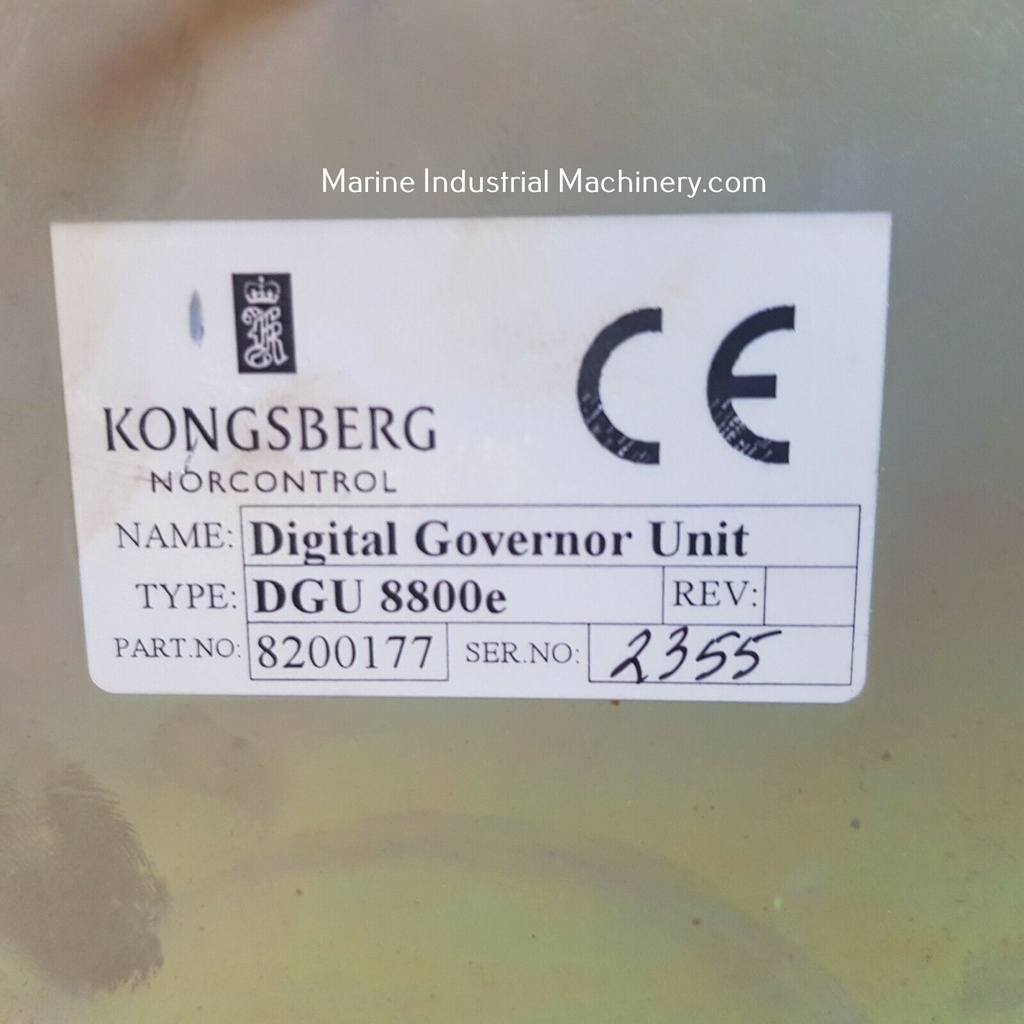 Marine Industrial Machinery.com
CE
KONGSBERG
NORCONTROL
NAME: Digital Governor Unit
TYPE: DGU 8800e REV:
PART.NO: 8200177 SER.NO: 2355